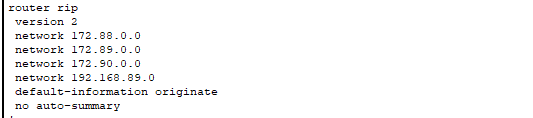 router rip
version 2
network 172.88.0.0
network 172.89.0.0
network 172.90.0.0
network 192.168.89.0
default-information originate
no auto-summary